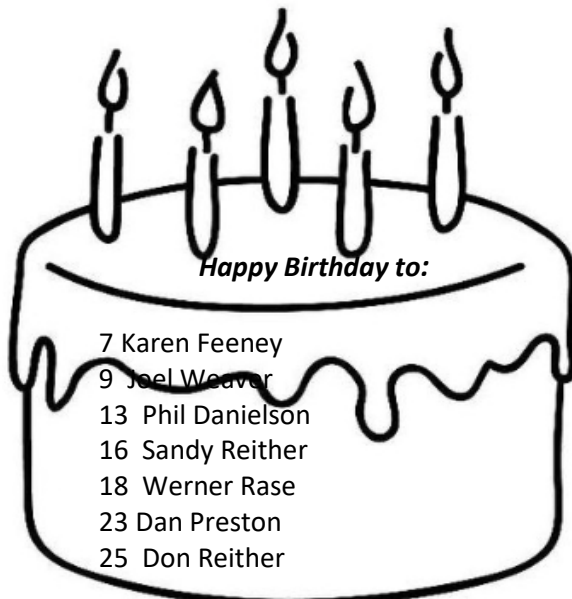 Happy Birthday to:
7 Karen Feeney
9 Joel Weaver
13 Phil Danielson
16 Sandy Reither
18 Werner Rase
23 Dan Preston
25 Don Reither